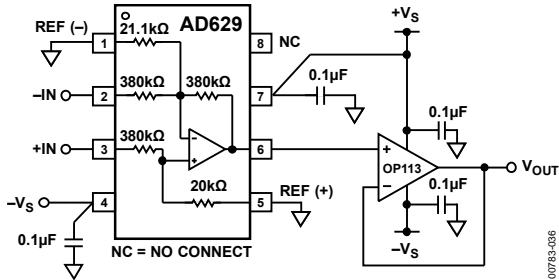 AD629
REF (–)
21.1kΩ
1
8
NC
+VS
–IN
380kΩ
380kΩ
2
7
0.1µF
0.1µF
+IN
380kΩ
3
6
+
–
OP113
VOUT
–
+
20kΩ
0.1µF
–VS
4
5
REF (+)
–VS
0.1µF
NC = NO CONNECT
00783-036